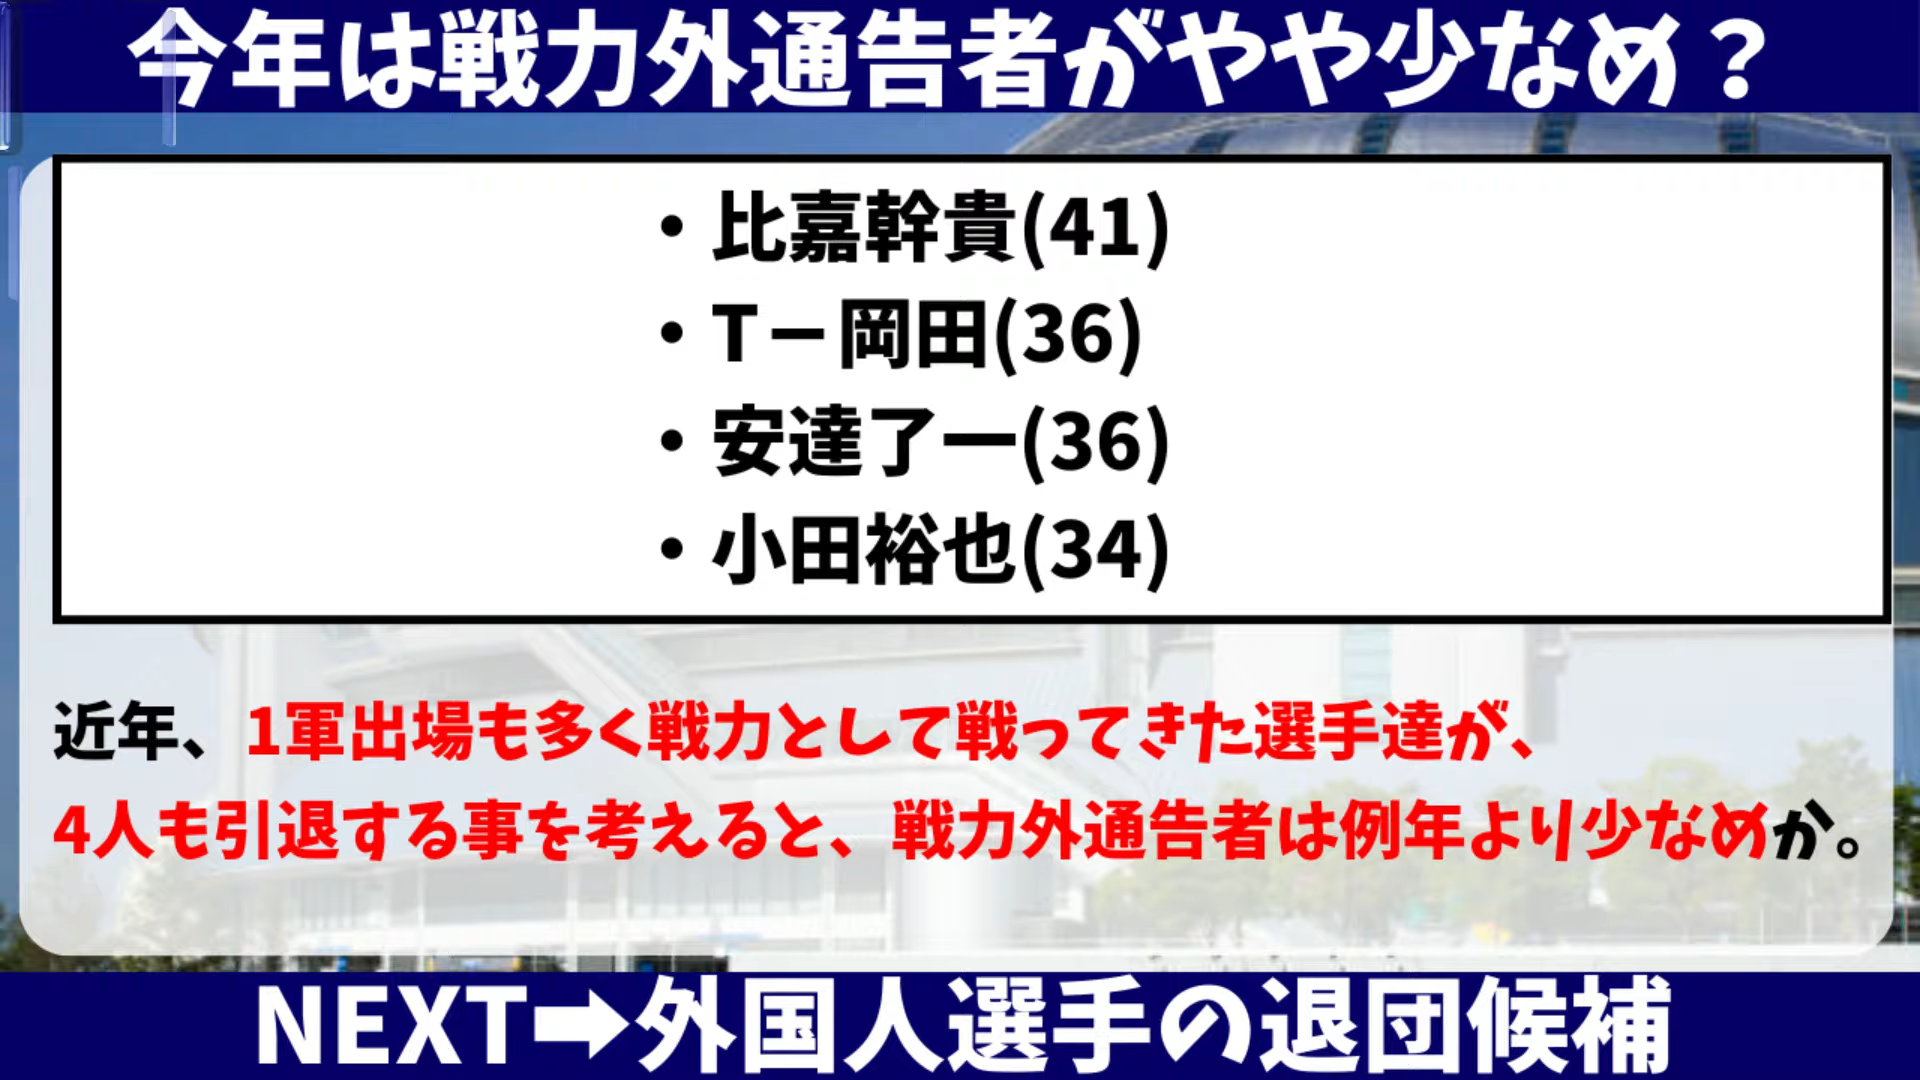 今年は戦力外通告者がやや少なめ？
・比嘉幹貴(41)
・T－岡田(36)
・安達了一(36)
・小田裕也(34)
近年、1軍出場も多く戦力として戦ってきた選手達が、
4人も引退する事を考えると、戦力外通告者は例年より少なめか。
NEXT➡外国人選手の退団候補